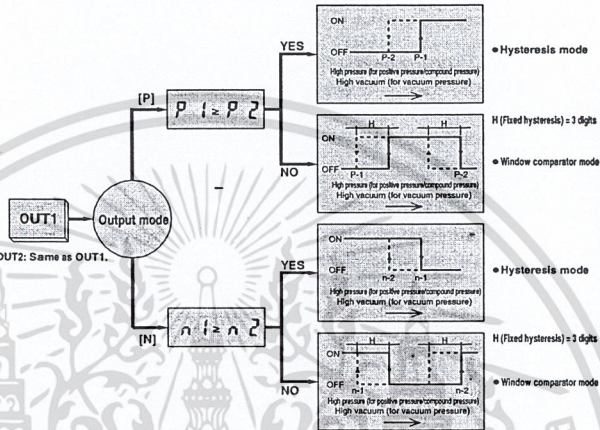 ON
OFF
P-2 P-1
High pressure (for positive pressure/compound pressure)
High vacuum (for vacuum pressure)
● Hysteresis mode
YES
[P]
P 1 ≥ P 2
NO
H H
H (Fixed hysteresis) = 3 digits
ON
OFF
P-1 P-2
High pressure (for positive pressure/compound pressure)
High vacuum (for vacuum pressure)
● Window comparator mode
OUT1
Output mode
OUT2: Same as OUT1.
ON
OFF
n-2 n-1
High pressure (for positive pressure/compound pressure)
High vacuum (for vacuum pressure)
● Hysteresis mode
YES
[N]
n 1 ≥ n 2
NO
H H
H (Fixed hysteresis) = 3 digits
ON
OFF
n-1 n-2
High pressure (for positive pressure/compound pressure)
High vacuum (for vacuum pressure)
● Window comparator mode